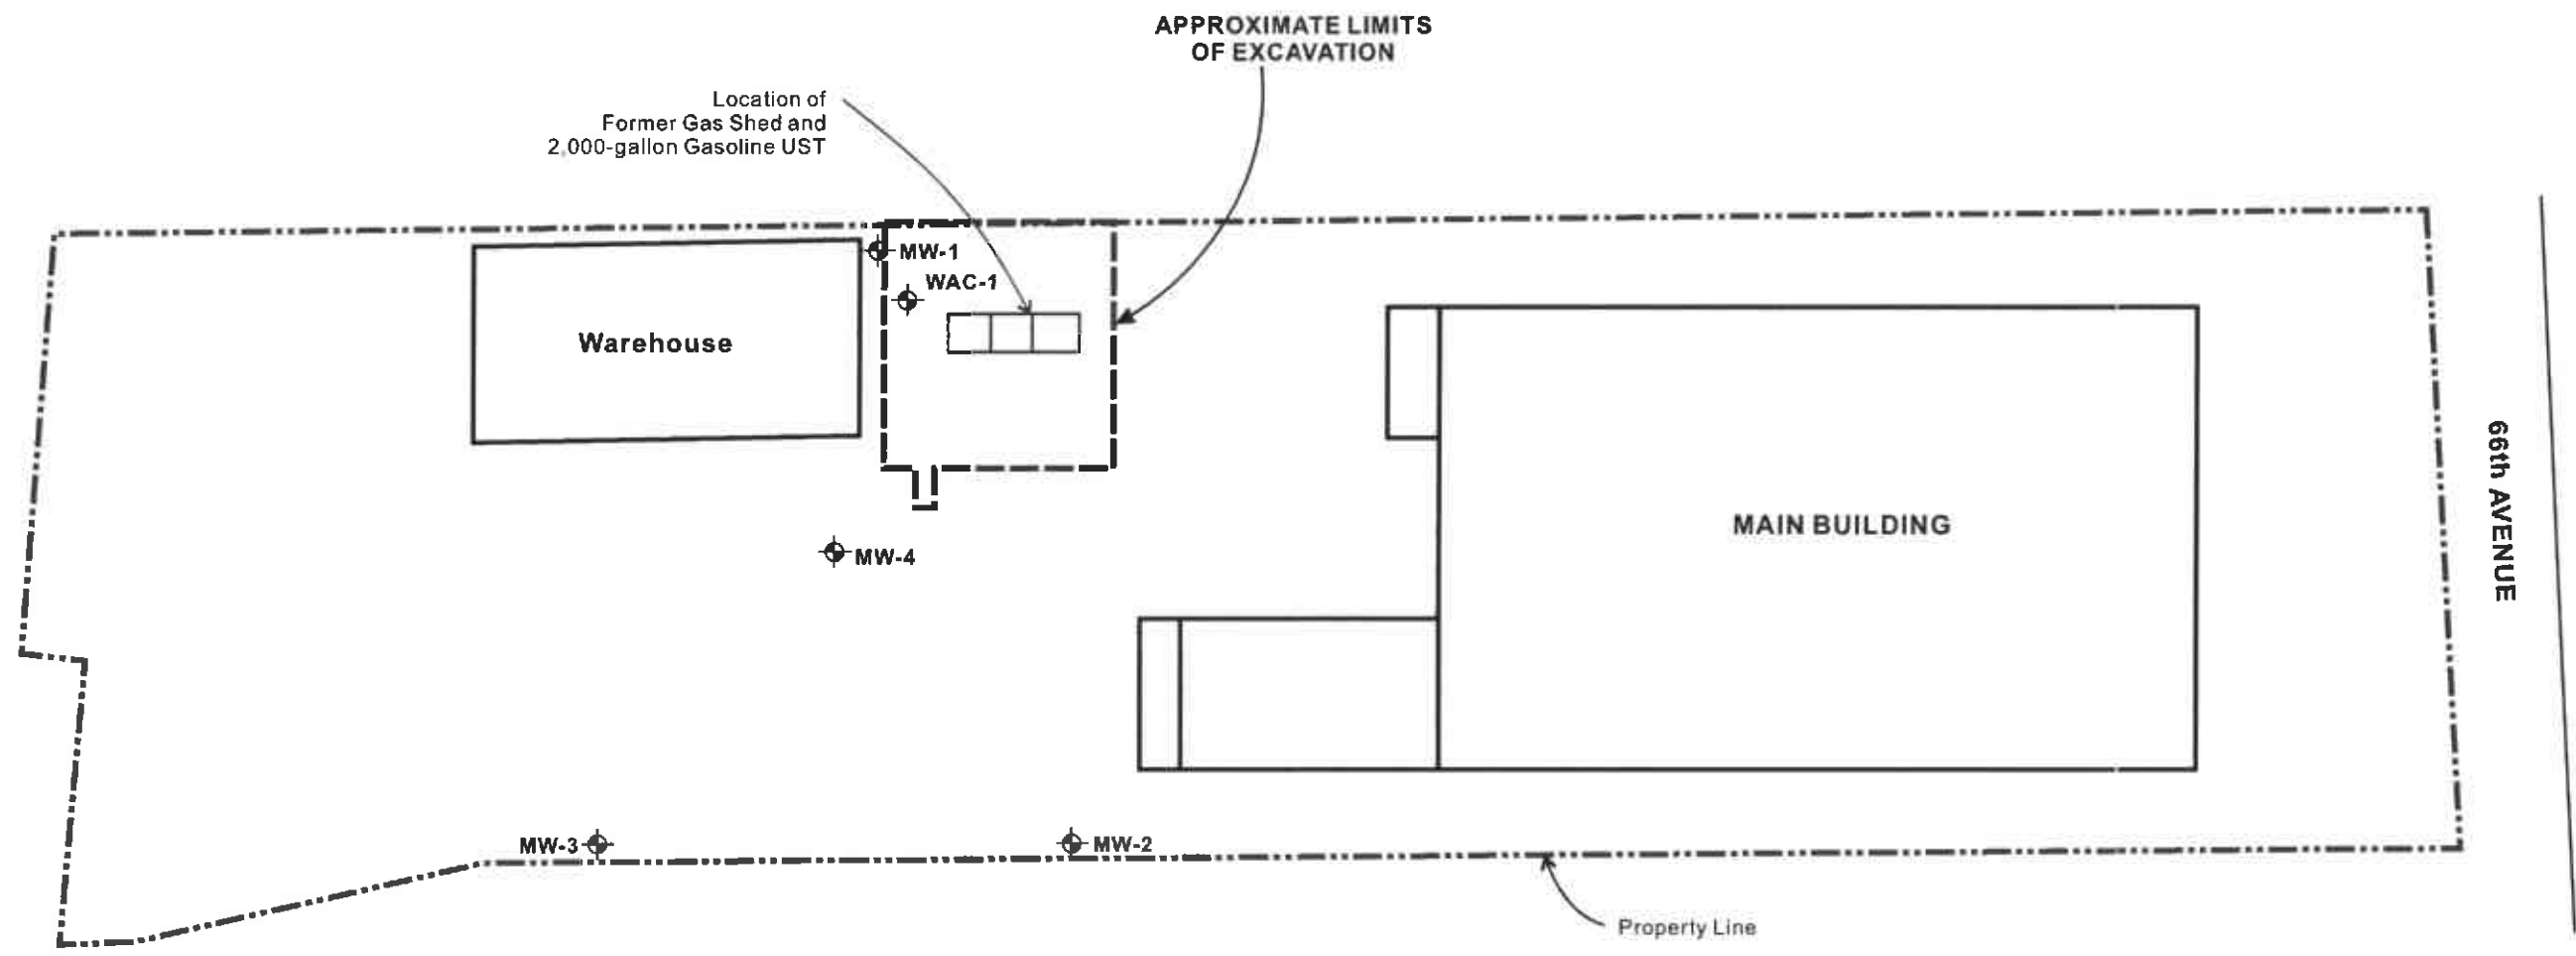 APPROXIMATE LIMITS
OF EXCAVATION
Location of
Former Gas Shed and
2,000-gallon Gasoline UST
MW-1
WAC-1
Warehouse
66th AVENUE
MAIN BUILDING
MW-4
MW-3
MW-2
Property Line